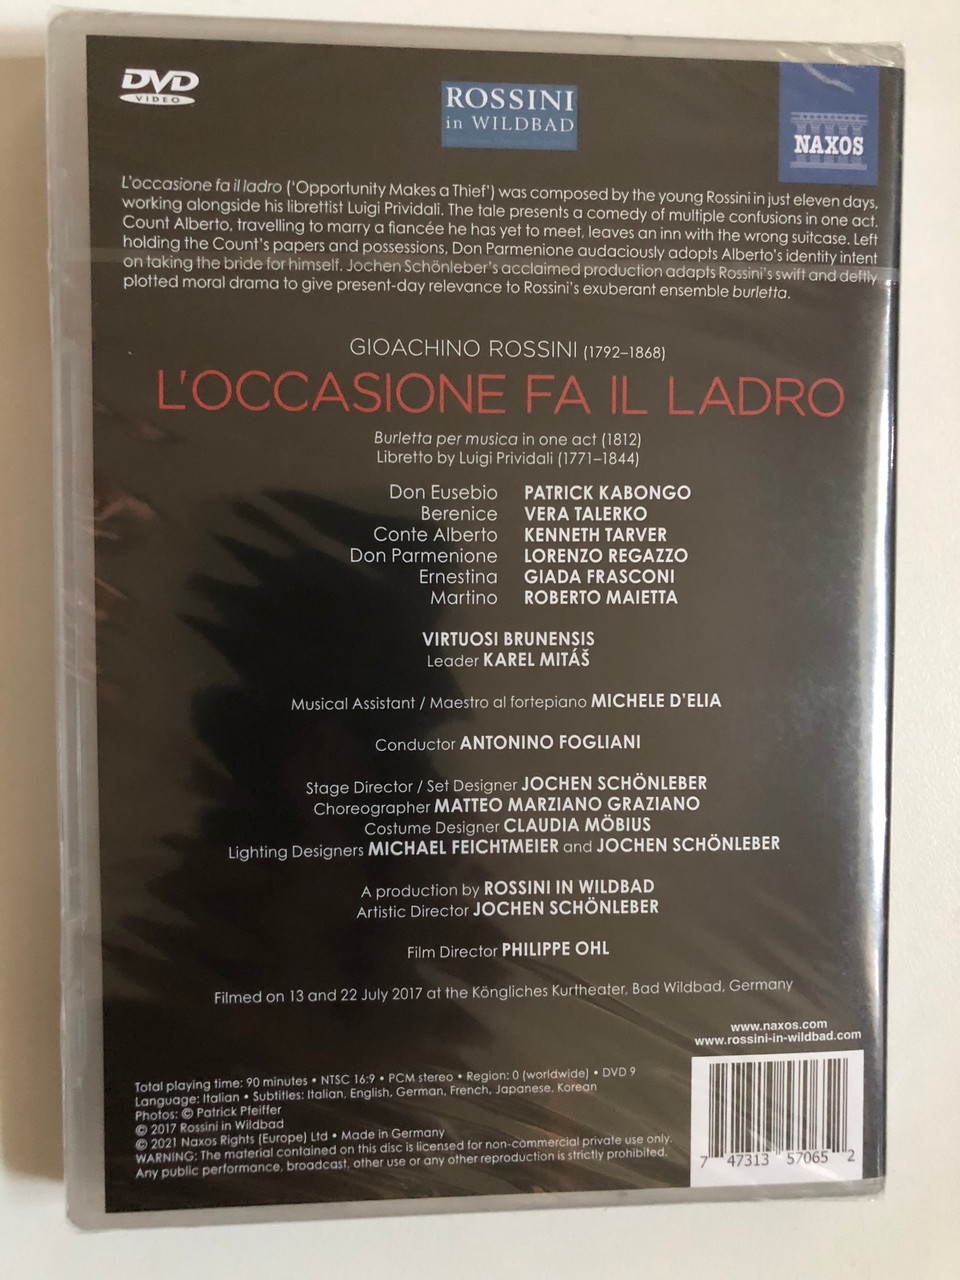 DVD
VIDEO
ROSSINI
in WILDBAD
NAXOS
L'occasione fa il ladro ('Opportunity Makes a Thief') was composed by the young Rossini in just eleven days,
working alongside his librettist Luigi Prividali. The tale presents a comedy of multiple confusions in one act.
Count Alberto, travelling to marry a fiancée he has yet to meet, leaves an inn with the wrong suitcase. Left
holding the Count's papers and possessions, Don Parmenione audaciously adopts Alberto's identity intent
on taking the bride for himself. Jochen Schönleber's acclaimed production adapts Rossini's swift and deftly
plotted moral drama to give present-day relevance to Rossini's exuberant ensemble burletta.
GIOACHINO ROSSINI (1792–1868)
L'OCCASIONE FA IL LADRO
Burletta per musica in one act (1812)
Libretto by Luigi Prividali (1771–1844)
Don Eusebio PATRICK KABONGO
Berenice VERA TALERKO
Conte Alberto KENNETH TARVER
Don Parmenione LORENZO REGAZZO
Ernestina GIADA FRASCONI
Martino ROBERTO MAIETTA
VIRTUOSI BRUNENSIS
Leader KAREL MITÁŠ
Musical Assistant / Maestro al fortepiano MICHELE D'ELIA
Conductor ANTONINO FOGLIANI
Stage Director / Set Designer JOCHEN SCHÖNLEBER
Choreographer MATTEO MARZIANO GRAZIANO
Costume Designer CLAUDIA MÖBIUS
Lighting Designers MICHAEL FEICHTMEIER and JOCHEN SCHÖNLEBER
A production by ROSSINI IN WILDBAD
Artistic Director JOCHEN SCHÖNLEBER
Film Director PHILIPPE OHL
Filmed on 13 and 22 July 2017 at the Köngliches Kurtheater, Bad Wildbad, Germany
www.naxos.com
www.rossini-in-wildbad.com
Total playing time: 90 minutes • NTSC 16:9 • PCM stereo • Region: 0 (worldwide) • DVD 9
Language: Italian • Subtitles: Italian, English, German, French, Japanese, Korean
Photos: © Patrick Pfeiffer
℗ 2017 Rossini in Wildbad
© 2021 Naxos Rights (Europe) Ltd • Made in Germany
WARNING: The material contained on this disc is licensed for non-commercial private use only.
Any public performance, broadcast, other use or any other reproduction is strictly prohibited.
7 47313 57065 2